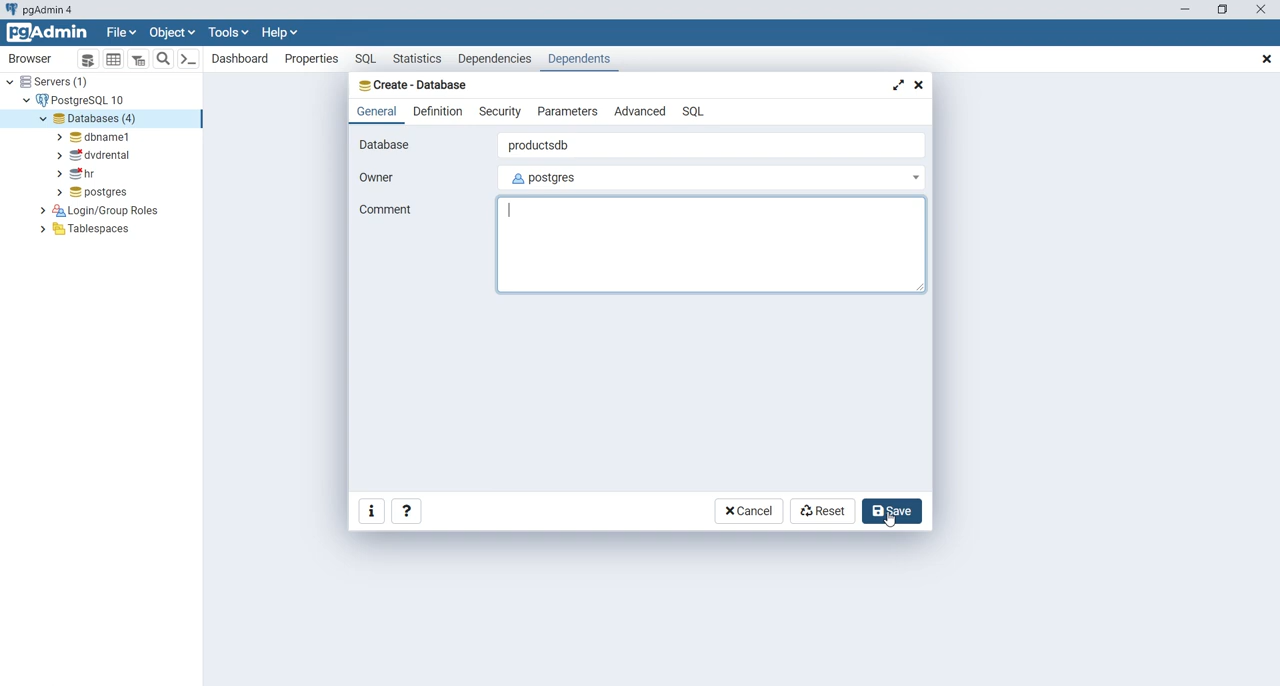 pgAdmin 4
pgAdmin File Object Tools Help
Browser Dashboard Properties SQL Statistics Dependencies Dependents
Servers (1)
PostgreSQL 10
Databases (4)
dbname1
dvdrental
hr
postgres
Login/Group Roles
Tablespaces
Create - Database
General Definition Security Parameters Advanced SQL
Database productsdb
Owner postgres
Comment
i ? Cancel Reset Save